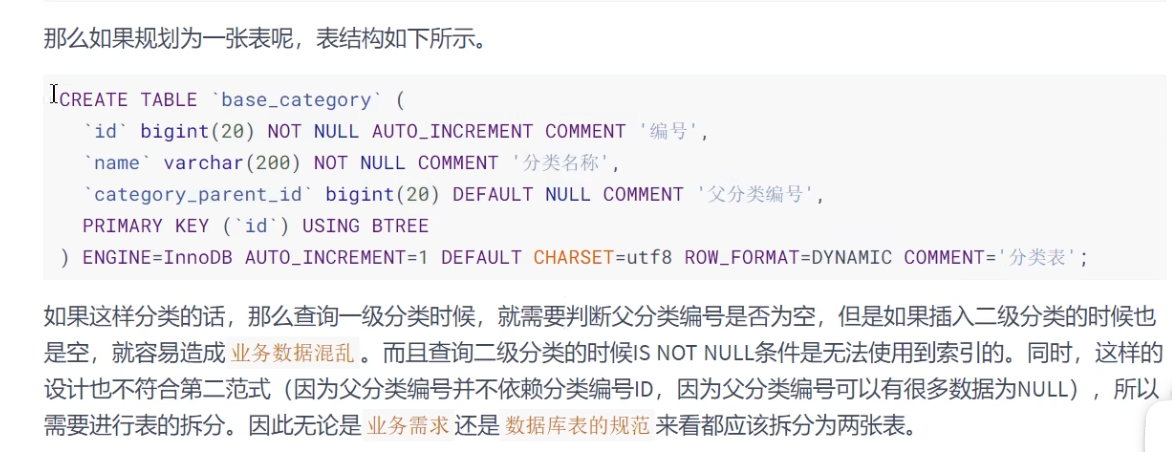 那么如果规划为一张表呢，表结构如下所示。
CREATE TABLE `base_category` (
`id` bigint(20) NOT NULL AUTO_INCREMENT COMMENT '编号',
`name` varchar(200) NOT NULL COMMENT '分类名称',
`category_parent_id` bigint(20) DEFAULT NULL COMMENT '父分类编号',
PRIMARY KEY (`id`) USING BTREE
) ENGINE=InnoDB AUTO_INCREMENT=1 DEFAULT CHARSET=utf8 ROW_FORMAT=DYNAMIC COMMENT='分类表';
如果这样分类的话，那么查询一级分类时候，就需要判断父分类编号是否为空，但是如果插入二级分类的时候也
是空，就容易造成 业务数据混乱 。而且查询二级分类的时候IS NOT NULL条件是无法使用到索引的。同时，这样的
设计也不符合第二范式（因为父分类编号并不依赖分类编号ID，因为父分类编号可以有很多数据为NULL），所以
需要进行表的拆分。因此无论是 业务需求 还是 数据库表的规范 来看都应该拆分为两张表。